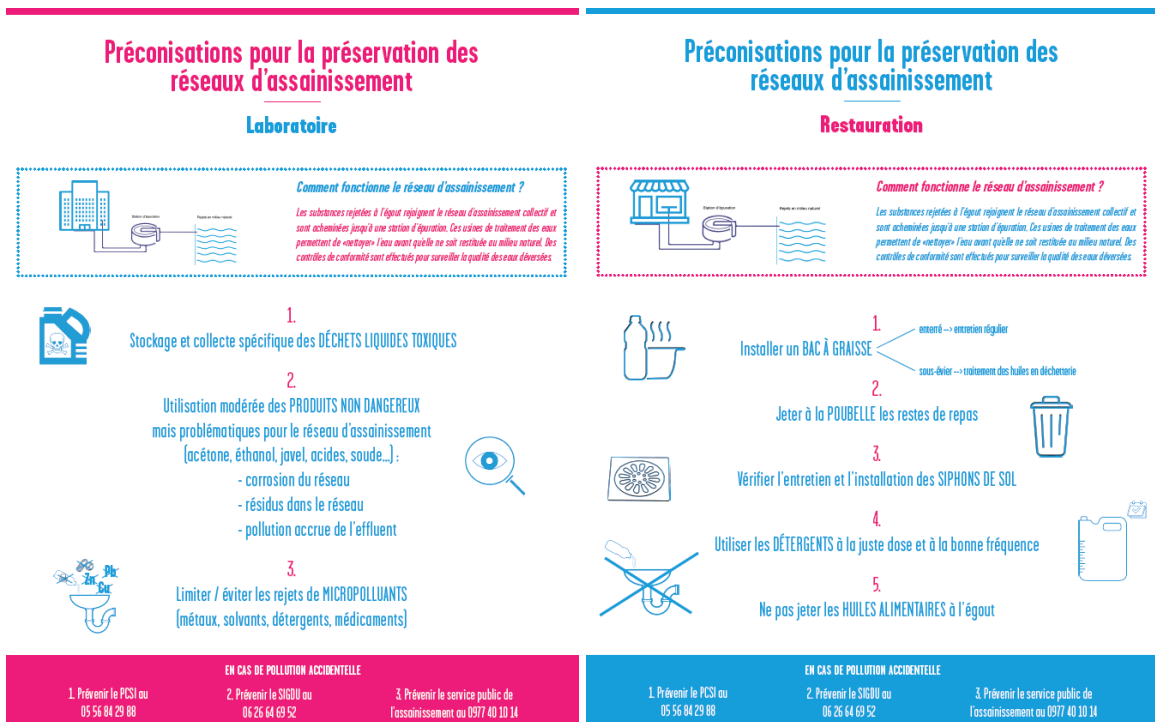 Préconisations pour la préservation des
réseaux d'assainissement
Laboratoire
Comment fonctionne le réseau d'assainissement ?
Station d'épuration
Rejets en milieu naturel
Les substances rejetées à l'égout rejoignent le réseau d'assainissement collectif et
sont acheminées jusqu'à une station d'épuration. Ces usines de traitement des eaux
permettent de «nettoyer» l'eau avant qu'elle ne soit restituée au milieu naturel. Des
contrôles de conformité sont effectués pour surveiller la qualité des eaux déversées.
1.
Stockage et collecte spécifique des DÉCHETS LIQUIDES TOXIQUES
2.
Utilisation modérée des PRODUITS NON DANGEREUX
mais problématiques pour le réseau d'assainissement
(acétone, éthanol, javel, acides, soude...) :
- corrosion du réseau
- résidus dans le réseau
- pollution accrue de l'effluent
Zn
Pb
Cu
3.
Limiter / éviter les rejets de MICROPOLLUANTS
(métaux, solvants, détergents, médicaments)
EN CAS DE POLLUTION ACCIDENTELLE
1. Prévenir le PCSI au
05 56 84 29 88
2. Prévenir le SIGDU au
06 26 64 69 52
3. Prévenir le service public de
l'assainissement au 0977 40 10 14
Préconisations pour la préservation des
réseaux d'assainissement
Restauration
Comment fonctionne le réseau d'assainissement ?
Station d'épuration
Rejets en milieu naturel
Les substances rejetées à l'égout rejoignent le réseau d'assainissement collectif et
sont acheminées jusqu'à une station d'épuration. Ces usines de traitement des eaux
permettent de «nettoyer» l'eau avant qu'elle ne soit restituée au milieu naturel. Des
contrôles de conformité sont effectués pour surveiller la qualité des eaux déversées.
1.
Installer un BAC À GRAISSE
enterré --> entretien régulier
sous-évier --> traitement des huiles en déchetterie
2.
Jeter à la POUBELLE les restes de repas
3.
Vérifier l'entretien et l'installation des SIPHONS DE SOL
4.
Utiliser les DÉTERGENTS à la juste dose et à la bonne fréquence
5.
Ne pas jeter les HUILES ALIMENTAIRES à l'égout
EN CAS DE POLLUTION ACCIDENTELLE
1. Prévenir le PCSI au
05 56 84 29 88
2. Prévenir le SIGDU au
06 26 64 69 52
3. Prévenir le service public de
l'assainissement au 0977 40 10 14